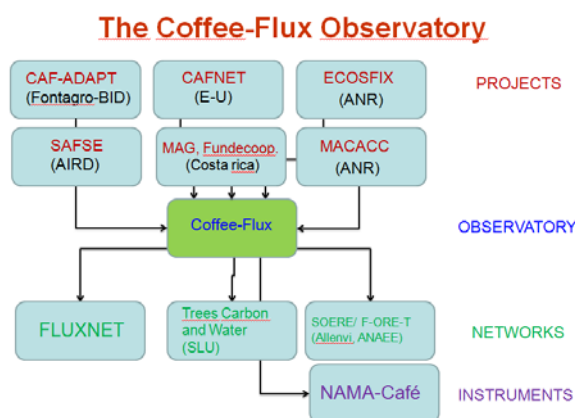 The Coffee-Flux Observatory
CAF-ADAPT
(Fontagro-BID)
CAFNET
(E-U)
ECOSFIX
(ANR)
PROJECTS
SAFSE
(AIRD)
MAG, Fundecoop.
(Costa rica)
MACACC
(ANR)
Coffee-Flux
OBSERVATORY
FLUXNET
Trees Carbon
and Water
(SLU)
SOERE/ F-ORE-T
(Allenvi, ANAEE)
NETWORKS
NAMA-Café
INSTRUMENTS